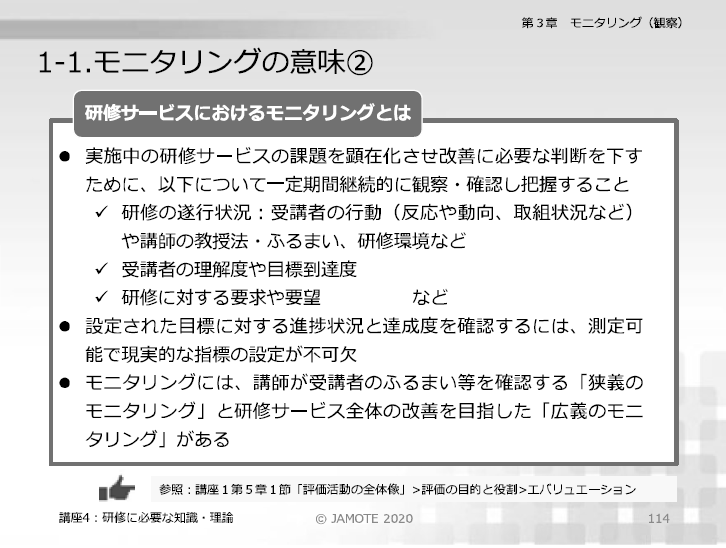 第３章　モニタリング（観察）
1-1.モニタリングの意味②
研修サービスにおけるモニタリングとは
● 実施中の研修サービスの課題を顕在化させ改善に必要な判断を下す
ために、以下について一定期間継続的に観察・確認し把握すること
✓ 研修の遂行状況：受講者の行動（反応や動向、取組状況など）
や講師の教授法・ふるまい、研修環境など
✓ 受講者の理解度や目標到達度
✓ 研修に対する要求や要望　　　　　など
● 設定された目標に対する進捗状況と達成度を確認するには、測定可
能で現実的な指標の設定が不可欠
● モニタリングには、講師が受講者のふるまい等を確認する「狭義の
モニタリング」と研修サービス全体の改善を目指した「広義のモニ
タリング」がある
参照：講座１第５章１節「評価活動の全体像」>評価の目的と役割>エバリュエーション
講座4：研修に必要な知識・理論
© JAMOTE 2020
114